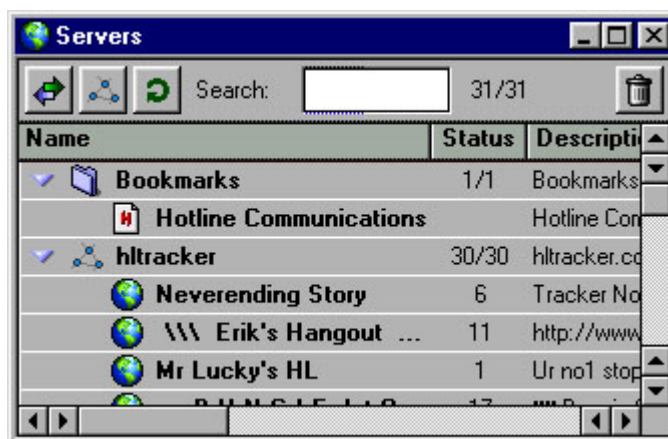 Servers
Search: 31/31
Name Status Descripti
Bookmarks 1/1 Bookmarks
H Hotline Communications Hotline Con
hltracker 30/30 hltracker.co
Neverending Story 6 Tracker No
\\\ Erik's Hangout ... 11 http://www
Mr Lucky's HL 1 Ur no1 stop
17